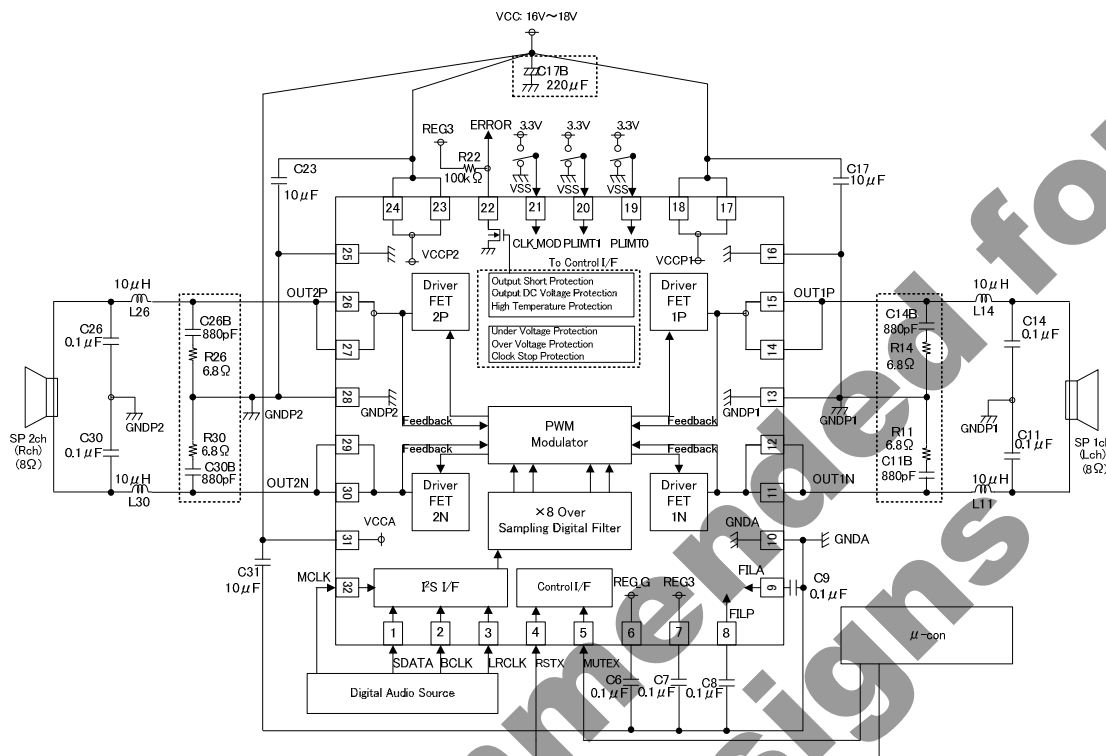 VCC: 16V~18V
C17B
220μF
ERROR
REG3
R22
100kΩ
3.3V
3.3V
3.3V
VSS
VSS
VSS
C23
10μF
C17
10μF
24
23
22
21
20
19
18
17
VCCP2
CLK_MOD
PLIMT1
PLIMT0
VCCP1
To Control I/F
25
16
Output Short Protection
Output DC Voltage Protection
High Temperature Protection
Under Voltage Protection
Over Voltage Protection
Clock Stop Protection
Driver
FET
2P
Driver
FET
1P
10μH
L26
OUT2P
26
27
15
14
OUT1P
10μH
L14
C26
0.1μF
C26B
880pF
R26
6.8Ω
C14B
880pF
R14
6.8Ω
C14
0.1μF
GNDP2
GNDP2
28
GNDP2
GNDP1
13
GNDP1
GNDP1
SP 2ch
(Rch)
(8Ω)
SP 1ch
(Lch)
(8Ω)
Feedback
Feedback
Feedback
Feedback
PWM
Modulator
C30
0.1μF
R30
6.8Ω
C30B
880pF
R11
6.8Ω
C11B
880pF
C11
0.1μF
29
30
12
11
10μH
L30
OUT2N
OUT1N
10μH
L11
Driver
FET
2N
Driver
FET
1N
×8 Over
Sampling Digital Filter
31
VCCA
GNDA
10
GNDA
C31
10μF
MCLK
32
I²S I/F
Control I/F
REG_G
REG3
FILA
9
C9
0.1μF
FILP
1
2
3
4
5
6
7
8
SDATA
BCLK
LRCLK
RSTX
MUTEX
C6
0.1μF
C7
0.1μF
C8
0.1μF
Digital Audio Source
μ-con
mmended for
signs